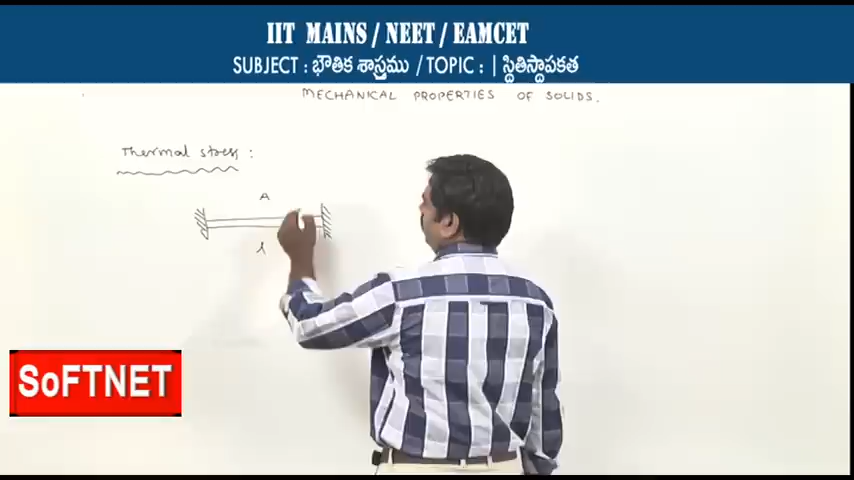 IIT MAINS / NEET / EAMCET
SUBJECT : భౌతిక శాస్త్రము / TOPIC : | స్థితిస్థాపకత
MECHANICAL PROPERTIES OF SOLIDS.
Thermal stress :
A
l
SoFTNET